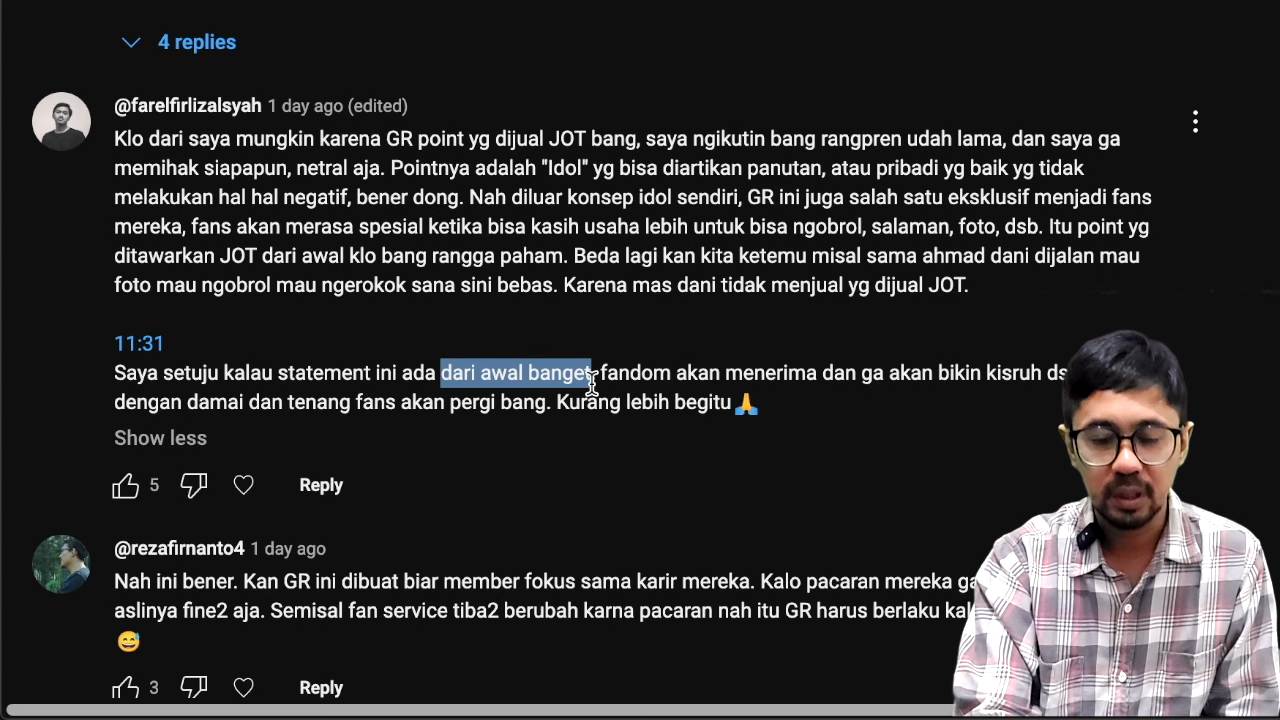 4 replies
@farelfirlizalsyah 1 day ago (edited)
Klo dari saya mungkin karena GR point yg dijual JOT bang, saya ngikutin bang rangpren udah lama, dan saya ga
memihak siapapun, netral aja. Pointnya adalah "Idol" yg bisa diartikan panutan, atau pribadi yg baik yg tidak
melakukan hal hal negatif, bener dong. Nah diluar konsep idol sendiri, GR ini juga salah satu eksklusif menjadi fans
mereka, fans akan merasa spesial ketika bisa kasih usaha lebih untuk bisa ngobrol, salaman, foto, dsb. Itu point yg
ditawarkan JOT dari awal klo bang rangga paham. Beda lagi kan kita ketemu misal sama ahmad dani dijalan mau
foto mau ngobrol mau ngerokok sana sini bebas. Karena mas dani tidak menjual yg dijual JOT.
11:31
Saya setuju kalau statement ini ada dari awal banget fandom akan menerima dan ga akan bikin kisruh
dengan damai dan tenang fans akan pergi bang. Kurang lebih begitu🙏
Show less
5 Reply
@rezafirnanto4 1 day ago
Nah ini bener. Kan GR ini dibuat biar member fokus sama karir mereka. Kalo pacaran mereka
aslinya fine2 aja. Semisal fan service tiba2 berubah karna pacaran nah itu GR harus berlaku
😅
3 Reply